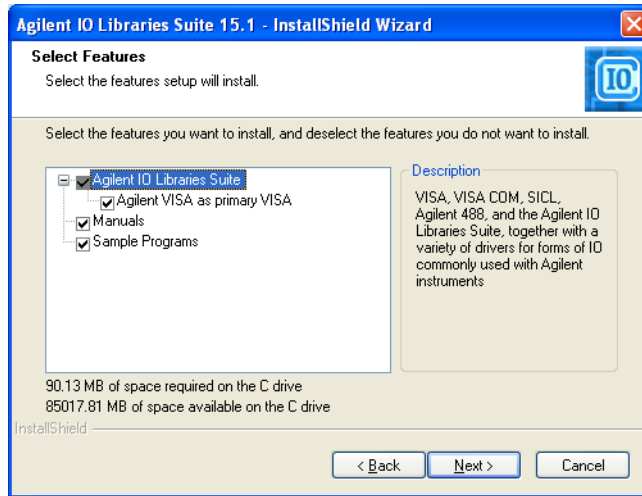 Agilent IO Libraries Suite 15.1 - InstallShield Wizard
Select Features
Select the features setup will install.
IO
Select the features you want to install, and deselect the features you do not want to install.
Agilent IO Libraries Suite
Agilent VISA as primary VISA
Manuals
Sample Programs
Description
VISA, VISA COM, SICL,
Agilent 488, and the Agilent IO
Libraries Suite, together with a
variety of drivers for forms of IO
commonly used with Agilent
instruments
90.13 MB of space required on the C drive
85017.81 MB of space available on the C drive
InstallShield
< Back
Next >
Cancel